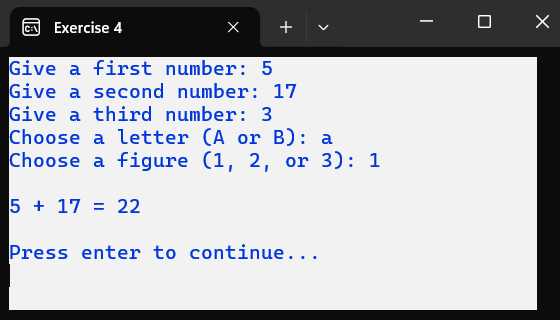 Exercise 4
Give a first number: 5
Give a second number: 17
Give a third number: 3
Choose a letter (A or B): a
Choose a figure (1, 2, or 3): 1
5 + 17 = 22
Press enter to continue...